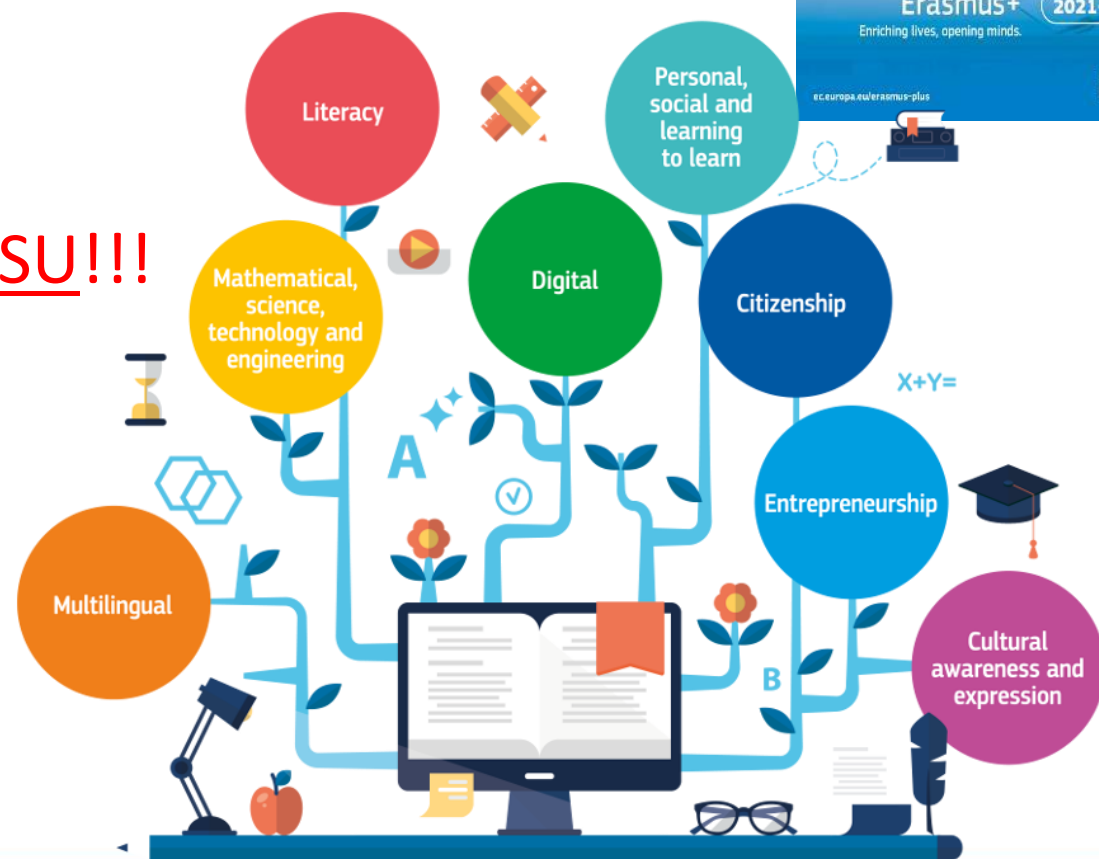 Erasmus+
2021
Enriching lives, opening minds.
ec.europa.eu/erasmus-plus
Literacy
Personal,
social and
learning
to learn
SU!!!
Mathematical,
science,
technology and
engineering
Digital
Citizenship
X+Y=
A
Entrepreneurship
Multilingual
Cultural
awareness and
expression
B